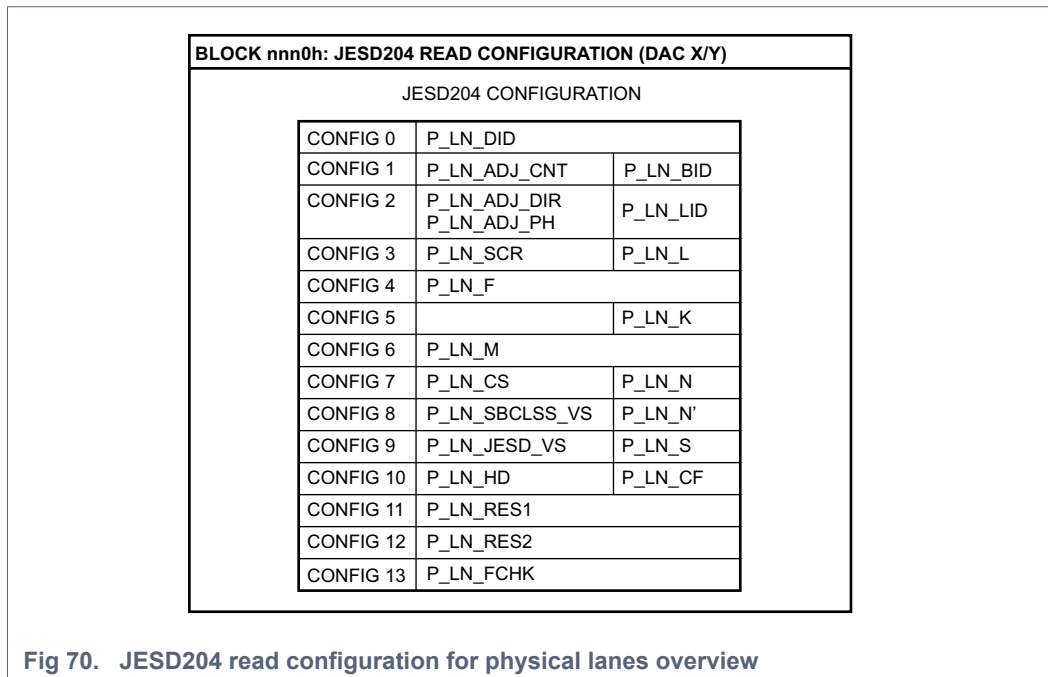 BLOCK nnn0h: JESD204 READ CONFIGURATION (DAC X/Y)
JESD204 CONFIGURATION
CONFIG 0 P_LN_DID
CONFIG 1 P_LN_ADJ_CNT P_LN_BID
CONFIG 2 P_LN_ADJ_DIR P_LN_LID
P_LN_ADJ_PH
CONFIG 3 P_LN_SCR P_LN_L
CONFIG 4 P_LN_F
CONFIG 5 P_LN_K
CONFIG 6 P_LN_M
CONFIG 7 P_LN_CS P_LN_N
CONFIG 8 P_LN_SBCLSS_VS P_LN_N’
CONFIG 9 P_LN_JESD_VS P_LN_S
CONFIG 10 P_LN_HD P_LN_CF
CONFIG 11 P_LN_RES1
CONFIG 12 P_LN_RES2
CONFIG 13 P_LN_FCHK
Fig 70. JESD204 read configuration for physical lanes overview